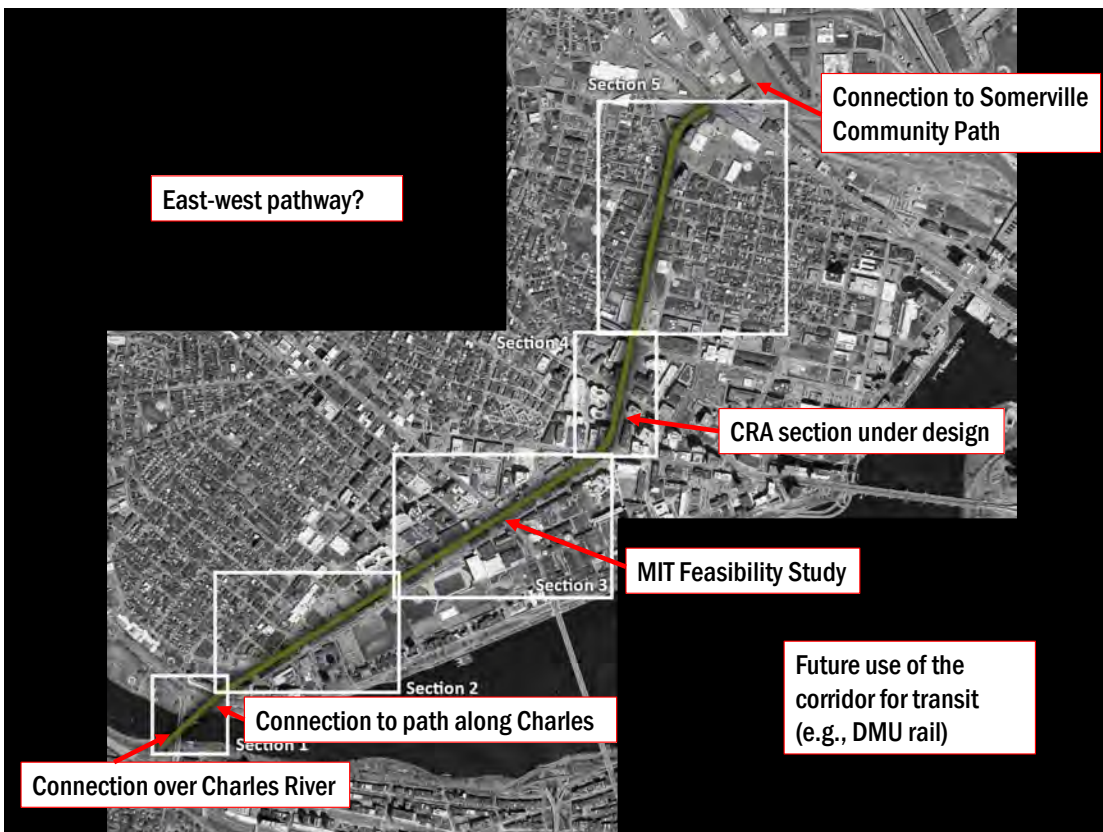 Section 5
Connection to Somerville
Community Path
East-west pathway?
Section 4
CRA section under design
MIT Feasibility Study
Section 3
Future use of the
corridor for transit
(e.g., DMU rail)
Section 2
Connection to path along Charles
Section 1
Connection over Charles River